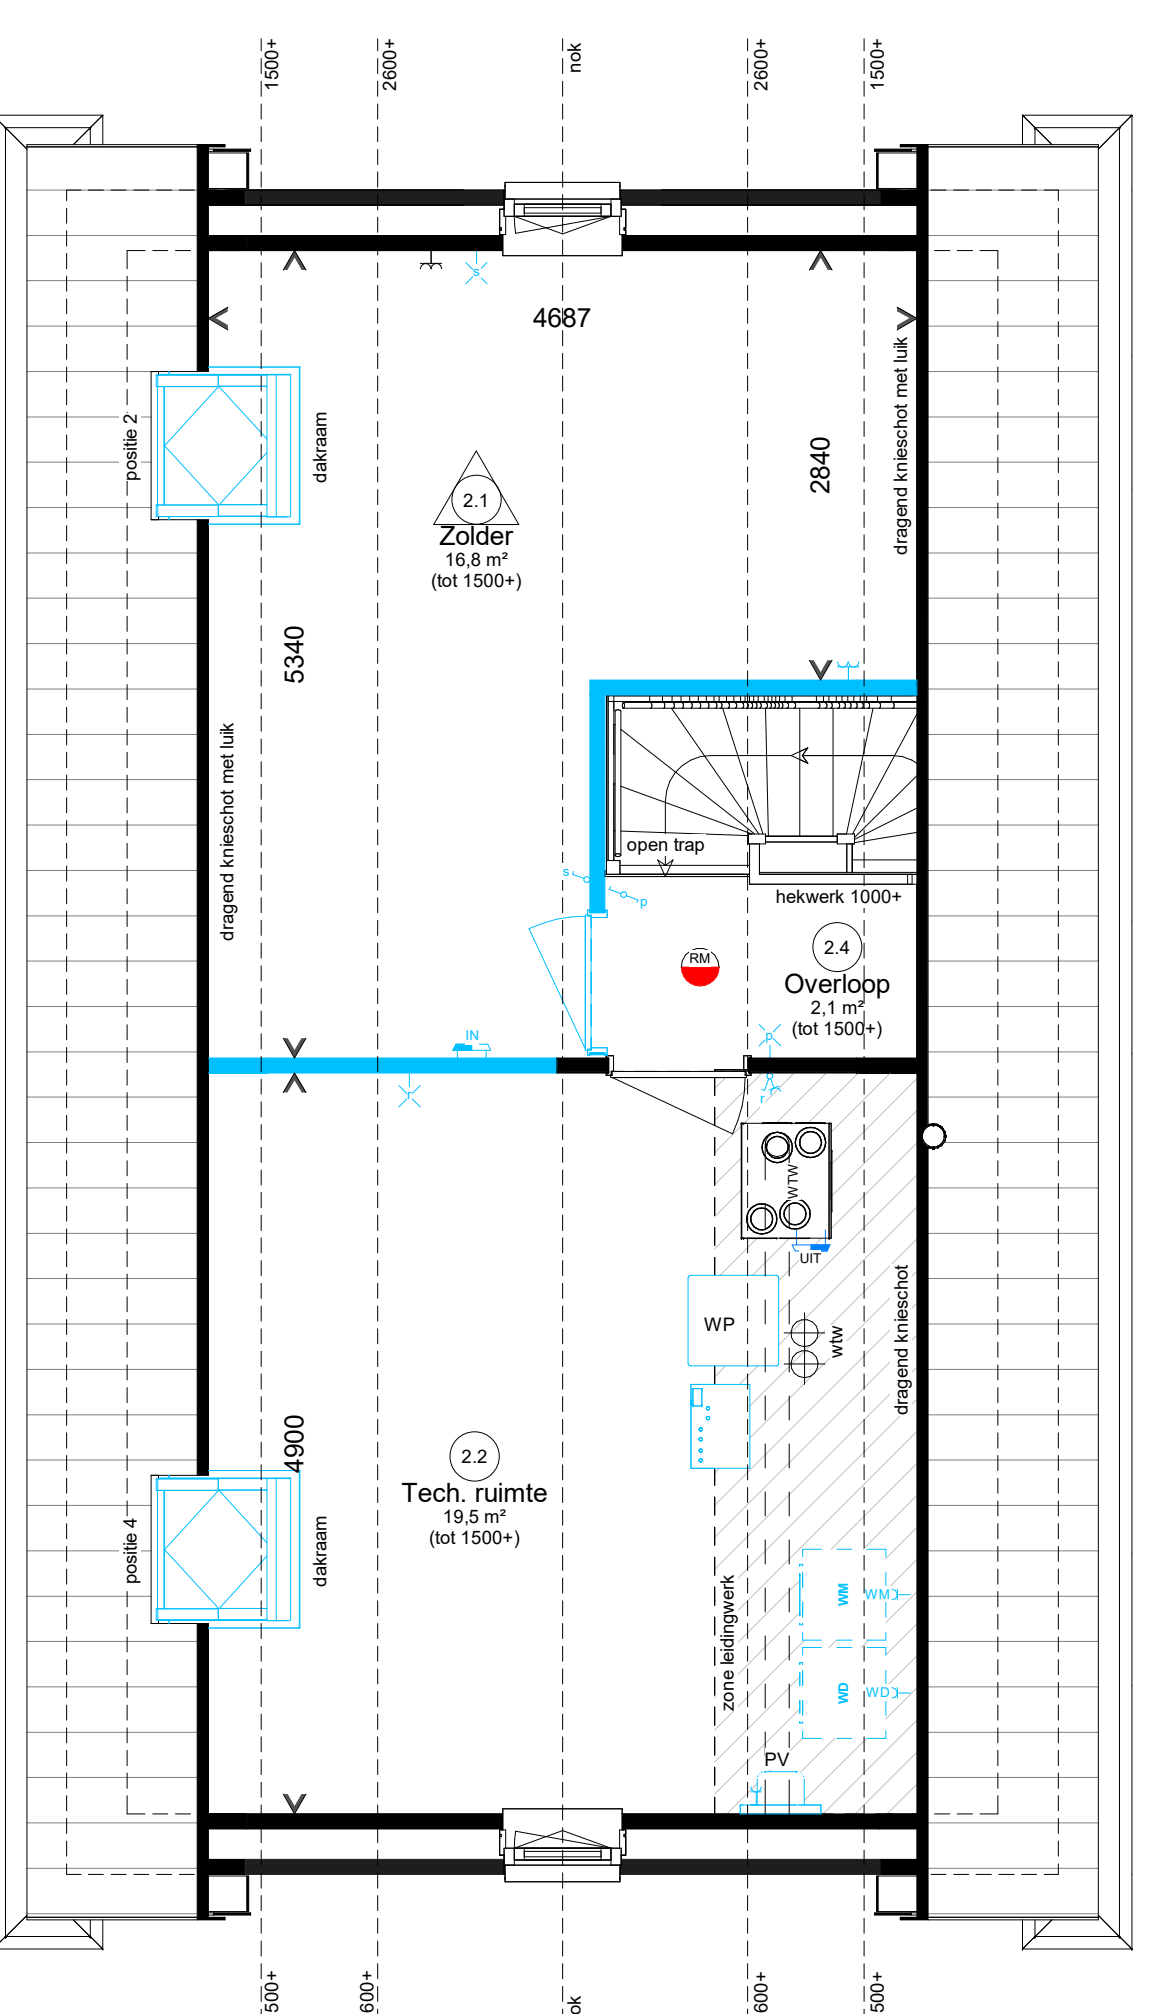 1500+
2600+
nok
2600+
1500+
s
4687
positie 2
dakraam
dragend knieschot met luik
2840
2.1
Zolder
16,8 m²
(tot 1500+)
5340
dragend knieschot met luik
open trap
s
p
hekwerk 1000+
RM
2.4
Overloop
2,1 m²
(tot 1500+)
IN
p
r
r
WTW
UIT
WP
wtw
dragend knieschot
4900
2.2
Tech. ruimte
19,5 m²
(tot 1500+)
positie 4
dakraam
zone leidingwerk
WM
WM
WD
WD
PV
500+
600+
ok
600+
500+